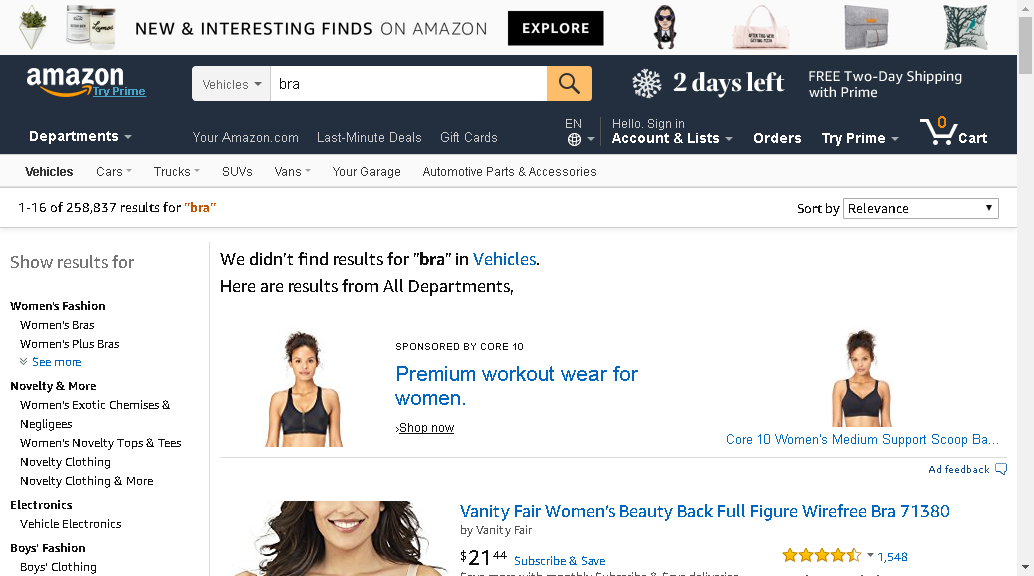 NEW & INTERESTING FINDS ON AMAZON
EXPLORE
amazon
Try Prime
Vehicles
bra
2 days left
FREE Two-Day Shipping
with Prime
Departments
Your Amazon.com
Last-Minute Deals
Gift Cards
EN
Hello. Sign in
Account & Lists
Orders
Try Prime
0
Cart
Vehicles
Cars
Trucks
SUVs
Vans
Your Garage
Automotive Parts & Accessories
1-16 of 258,837 results for "bra"
Sort by
Relevance
Show results for
Women's Fashion
Women's Bras
Women's Plus Bras
See more
Novelty & More
Women's Exotic Chemises &
Negligees
Women's Novelty Tops & Tees
Novelty Clothing
Novelty Clothing & More
Electronics
Vehicle Electronics
Boys' Fashion
Boys' Clothing
We didn't find results for "bra" in Vehicles.
Here are results from All Departments,
SPONSORED BY CORE 10
Premium workout wear for
women.
›Shop now
Core 10 Women's Medium Support Scoop Ba...
Ad feedback
Vanity Fair Women's Beauty Back Full Figure Wirefree Bra 71380
by Vanity Fair
$21 44
Subscribe & Save
1,548